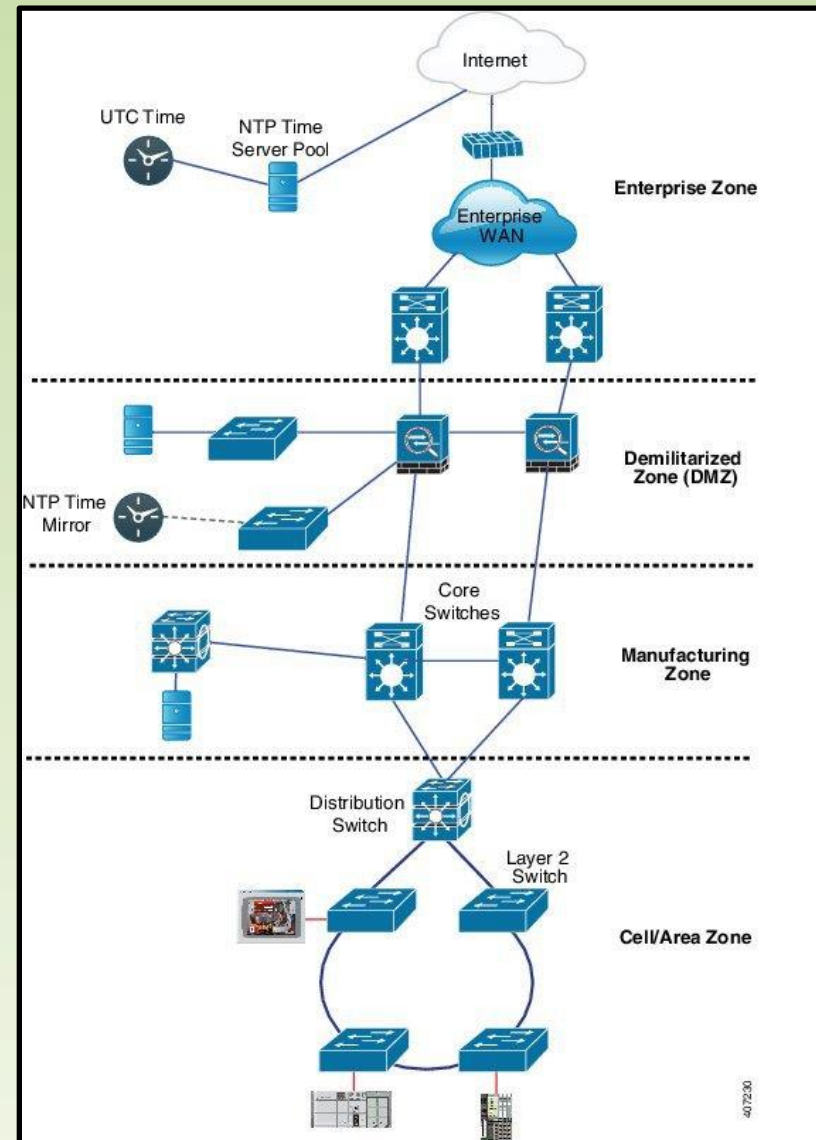 Internet
UTC Time
NTP Time
Server Pool
Enterprise Zone
Enterprise
WAN
Demilitarized
Zone (DMZ)
NTP Time
Mirror
Core
Switches
Manufacturing
Zone
Distribution
Switch
Layer 2
Switch
Cell/Area Zone
407230